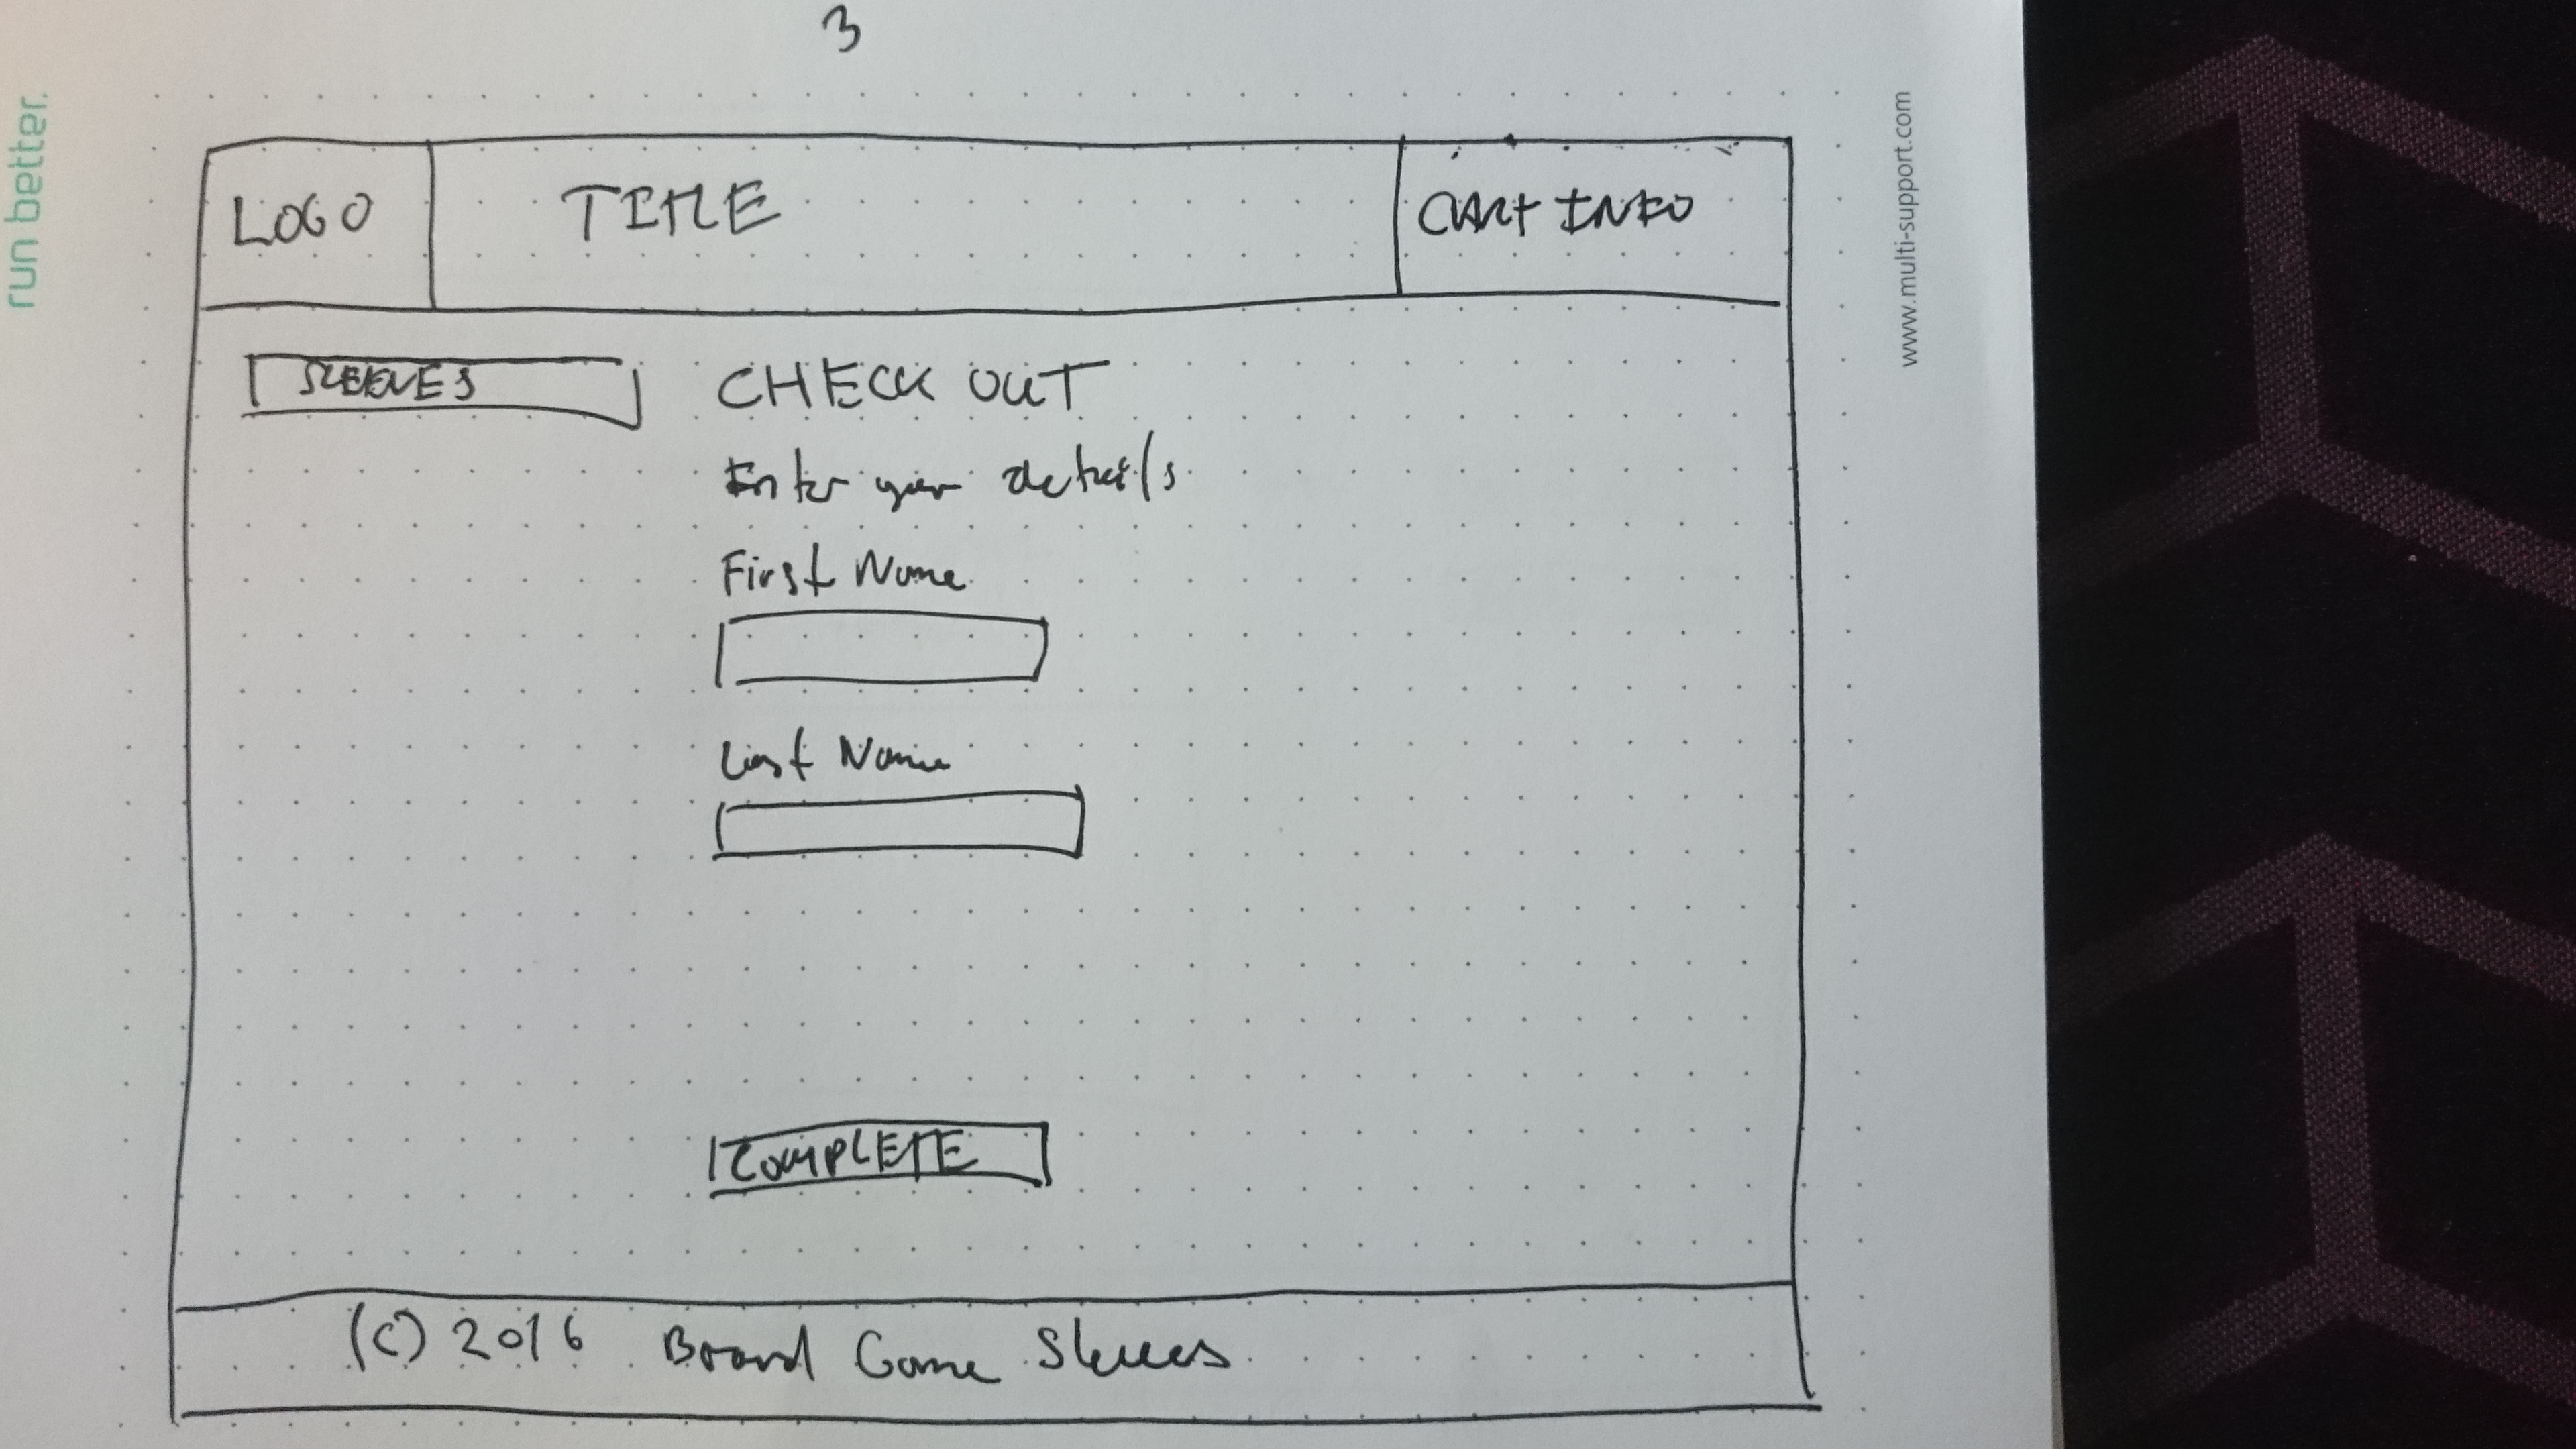 3
run better.
www.multi-support.com
LOGO
TITLE
CART INFO
SLEEVES
CHECK OUT
Enter your details
First Name
Last Name
COMPLETE
(C) 2016 Board Game Sleeves